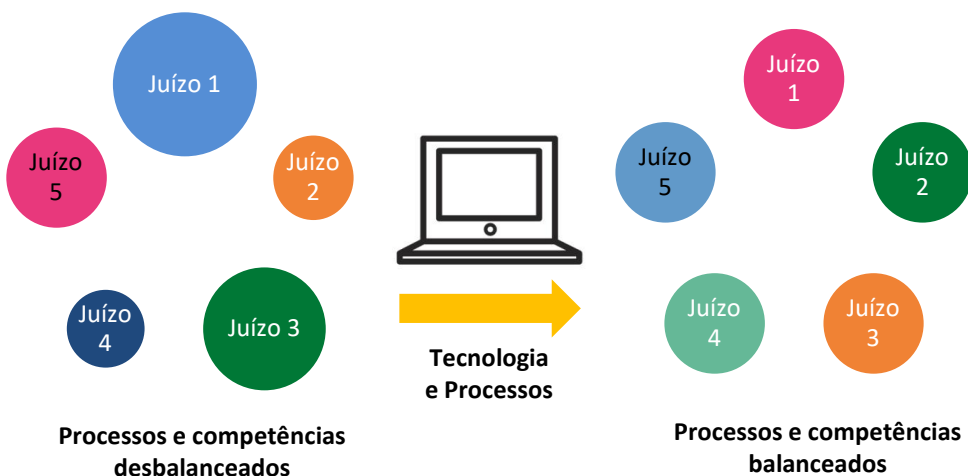 Juízo 1
Juízo
5
Juízo
2
Juízo
4
Juízo 3
Processos e competências
desbalanceados
Tecnologia
e Processos
Juízo
1
Juízo
5
Juízo
2
Juízo
4
Juízo
3
Processos e competências
balanceados